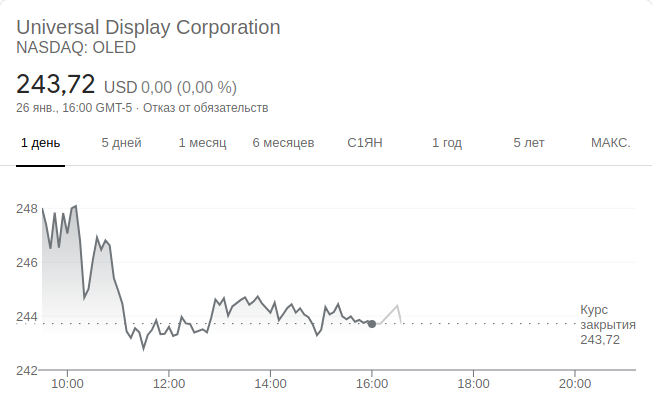 Universal Display Corporation
NASDAQ: OLED
243,72 USD 0,00 (0,00 %)
26 янв., 16:00 GMT-5 · Отказ от обязательств
1 день 5 дней 1 месяц 6 месяцев С1ЯН 1 год 5 лет МАКС.
248
246
244
242
Курс
закрытия
243,72
10:00 12:00 14:00 16:00 18:00 20:00